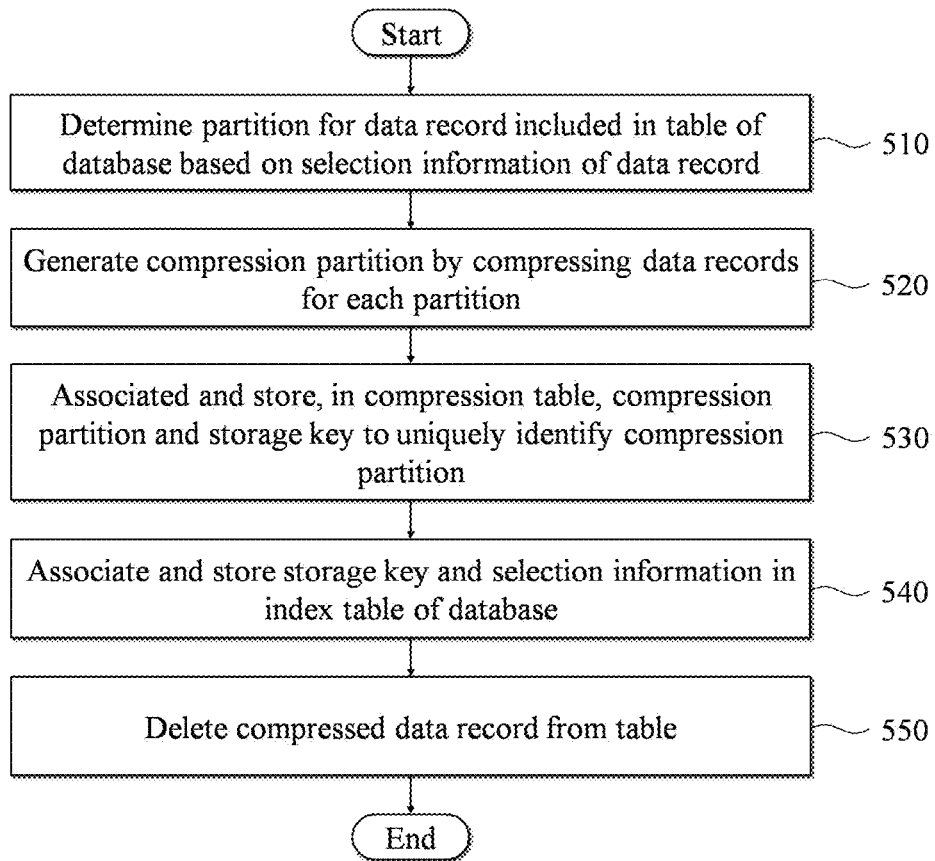 Start
Determine partition for data record included in table of
database based on selection information of data record
510
Generate compression partition by compressing data records
for each partition
520
Associated and store, in compression table, compression
partition and storage key to uniquely identify compression
partition
530
Associate and store storage key and selection information in
index table of database
540
Delete compressed data record from table
550
End